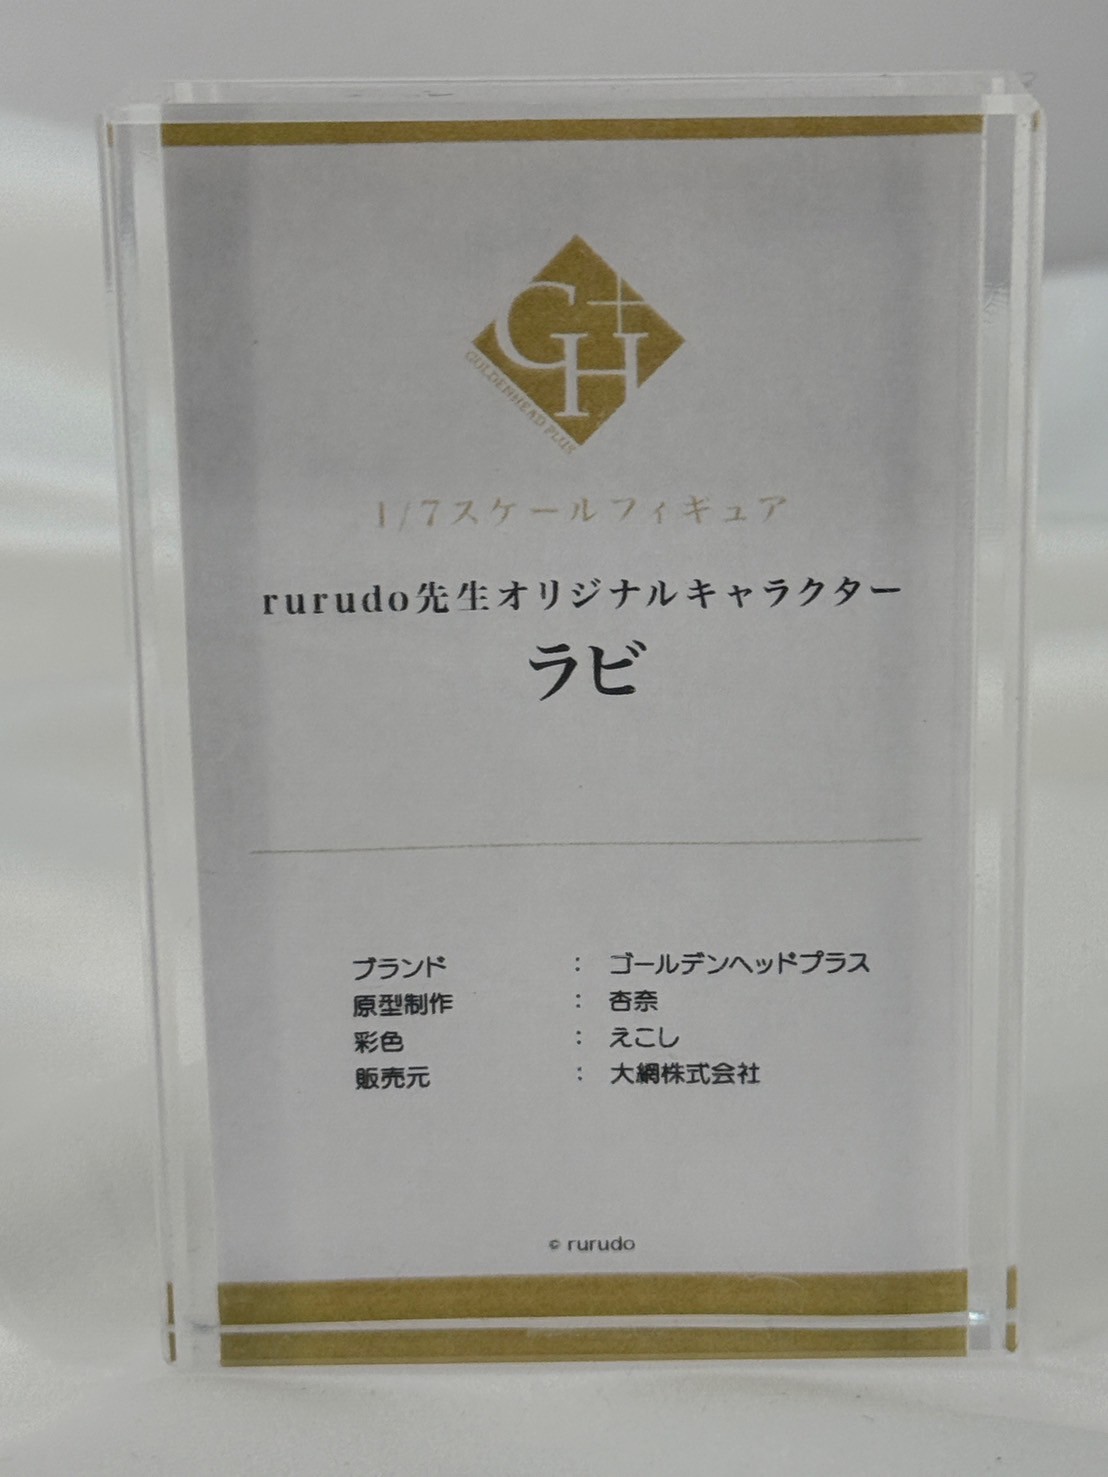 GH+
GOLDENHEAD PLUS
1/7スケールフィギュア
rurudo先生オリジナルキャラクター
ラビ
ブランド : ゴールデンヘッドプラス
原型制作 : 杏奈
彩色 : えこし
販売元 : 大網株式会社
© rurudo